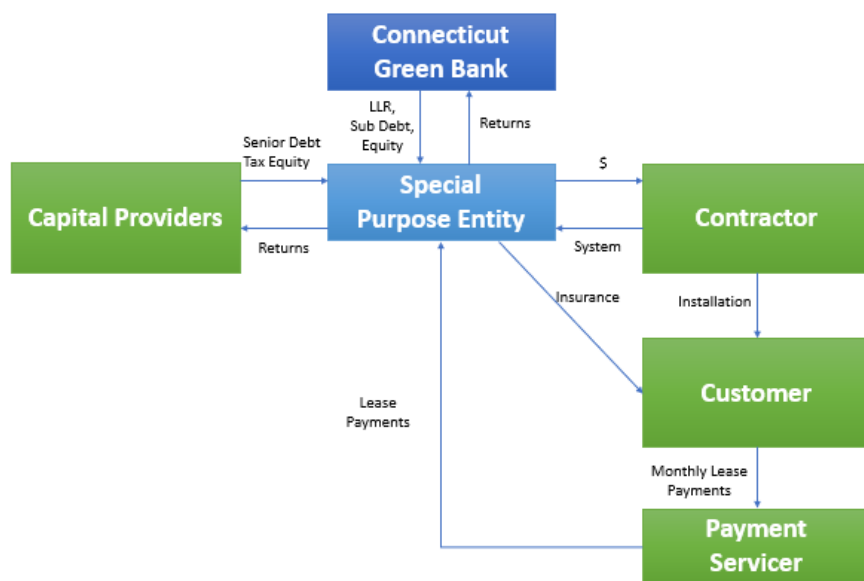 Connecticut
Green Bank
LLR,
Sub Debt,
Equity
Returns
Senior Debt
Tax Equity
$
Capital Providers
Special
Purpose Entity
Contractor
Returns
System
Insurance
Installation
Customer
Lease
Payments
Monthly Lease
Payments
Payment
Servicer